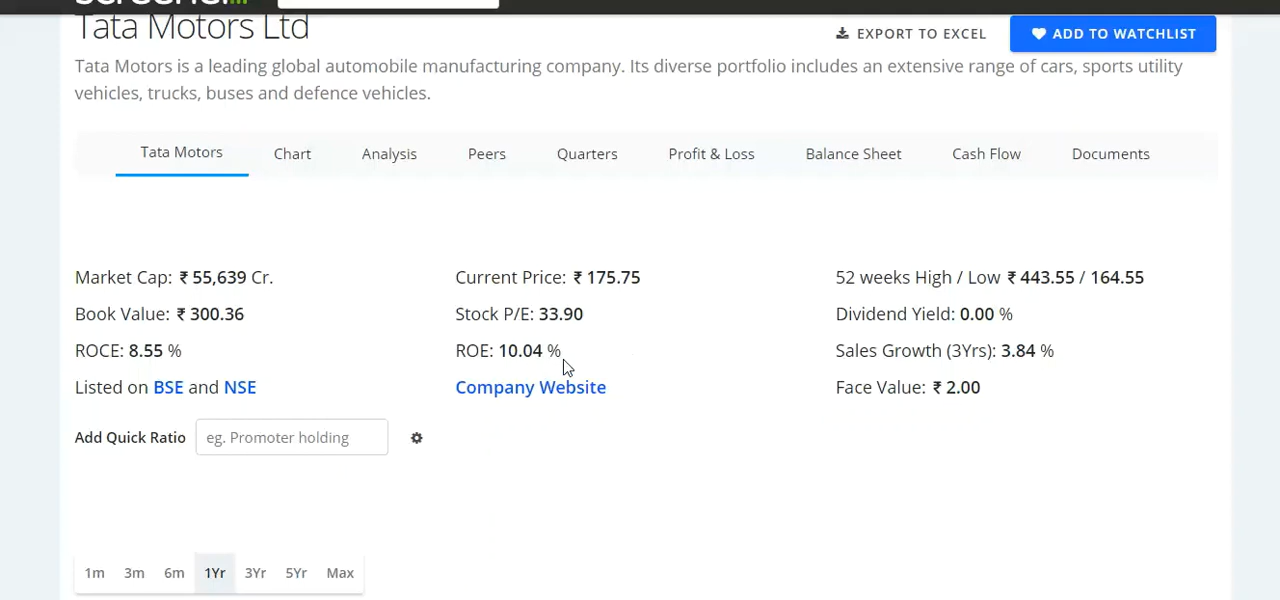 Tata Motors Ltd
EXPORT TO EXCEL
ADD TO WATCHLIST
Tata Motors is a leading global automobile manufacturing company. Its diverse portfolio includes an extensive range of cars, sports utility
vehicles, trucks, buses and defence vehicles.
Tata Motors Chart Analysis Peers Quarters Profit & Loss Balance Sheet Cash Flow Documents
Market Cap: ₹ 55,639 Cr. Current Price: ₹ 175.75 52 weeks High / Low ₹ 443.55 / 164.55
Book Value: ₹ 300.36 Stock P/E: 33.90 Dividend Yield: 0.00 %
ROCE: 8.55 % ROE: 10.04 % Sales Growth (3Yrs): 3.84 %
Listed on BSE and NSE Company Website Face Value: ₹ 2.00
Add Quick Ratio eg. Promoter holding
1m 3m 6m 1Yr 3Yr 5Yr Max